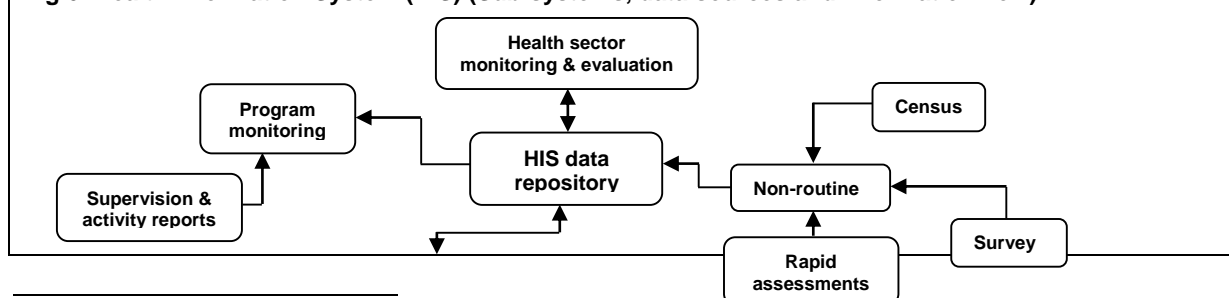 Health sector
monitoring & evaluation
Program
monitoring
Census
HIS data
repository
Non-routine
Supervision &
activity reports
Survey
Rapid
assessments